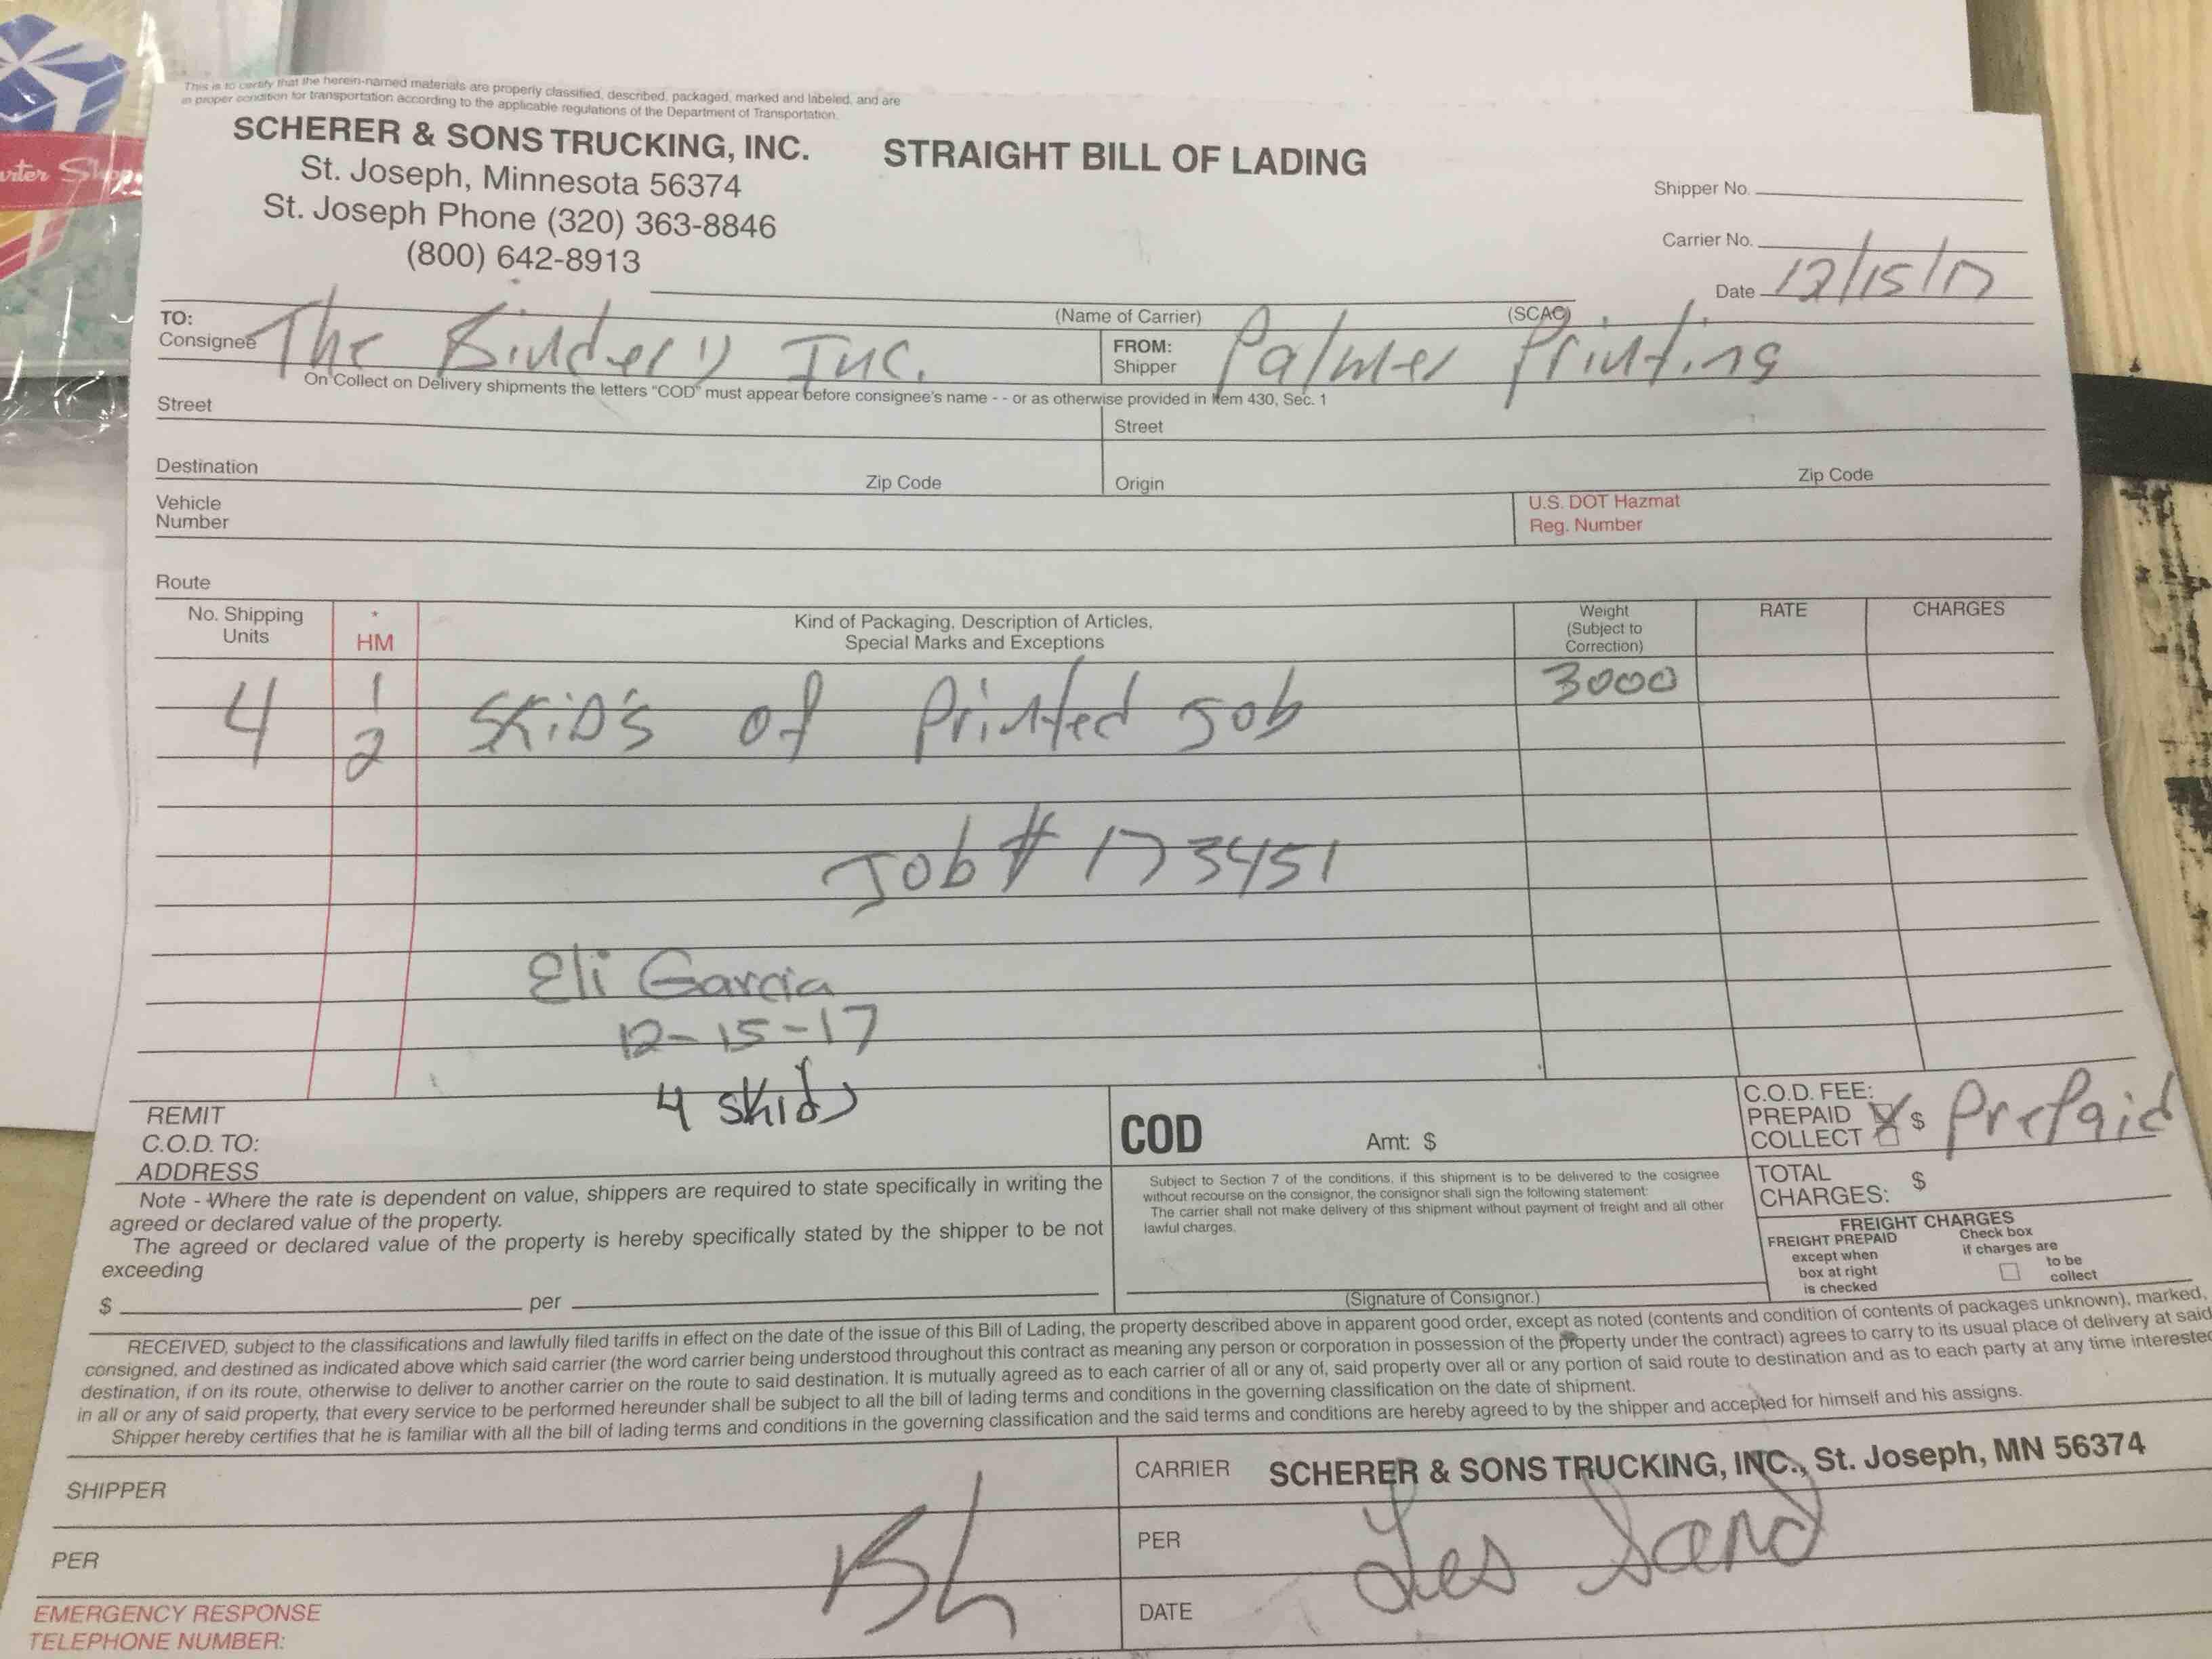 This is to certify that the herein-named materials are properly classified, described, packaged, marked and labeled, and are
in proper condition for transportation according to the applicable regulations of the Department of Transportation.
SCHERER & SONS TRUCKING, INC.
STRAIGHT BILL OF LADING
St. Joseph, Minnesota 56374
St. Joseph Phone (320) 363-8846
(800) 642-8913
Shipper No.
Carrier No.
Date 12/15/17
(Name of Carrier) (SCAC)
TO:
Consignee The Bindery Inc.
FROM:
Shipper Palmer Printing
On Collect on Delivery shipments the letters "COD" must appear before consignee's name - - or as otherwise provided in Item 430, Sec. 1
Street
Street
Destination Zip Code
Origin Zip Code
Vehicle
Number
U.S. DOT Hazmat
Reg. Number
Route
No. Shipping
Units
*
HM
Kind of Packaging, Description of Articles,
Special Marks and Exceptions
Weight
(Subject to
Correction)
RATE
CHARGES
4 1/2 SKiD's of Printed Job 3000
Job # 173451
Eli Garcia
12-15-17
4 skids
REMIT
C.O.D. TO:
ADDRESS
COD Amt: $
C.O.D. FEE:
PREPAID
COLLECT $ Prepaid
Note - Where the rate is dependent on value, shippers are required to state specifically in writing the
agreed or declared value of the property.
The agreed or declared value of the property is hereby specifically stated by the shipper to be not
exceeding
$ per
Subject to Section 7 of the conditions, if this shipment is to be delivered to the cosignee
without recourse on the consignor, the consignor shall sign the following statement:
The carrier shall not make delivery of this shipment without payment of freight and all other
lawful charges.
(Signature of Consignor.)
TOTAL
CHARGES: $
FREIGHT CHARGES
FREIGHT PREPAID
except when
box at right
is checked
Check box
if charges are
to be
collect
RECEIVED, subject to the classifications and lawfully filed tariffs in effect on the date of the issue of this Bill of Lading, the property described above in apparent good order, except as noted (contents and condition of contents of packages unknown), marked,
consigned, and destined as indicated above which said carrier (the word carrier being understood throughout this contract as meaning any person or corporation in possession of the property under the contract) agrees to carry to its usual place of delivery at said
destination, if on its route, otherwise to deliver to another carrier on the route to said destination. It is mutually agreed as to each carrier of all or any of, said property over all or any portion of said route to destination and as to each party at any time interested
in all or any of said property, that every service to be performed hereunder shall be subject to all the bill of lading terms and conditions in the governing classification on the date of shipment.
Shipper hereby certifies that he is familiar with all the bill of lading terms and conditions in the governing classification and the said terms and conditions are hereby agreed to by the shipper and accepted for himself and his assigns.
SHIPPER
CARRIER SCHERER & SONS TRUCKING, INC., St. Joseph, MN 56374
PER
PER Les Sand
EMERGENCY RESPONSE
TELEPHONE NUMBER:
DATE